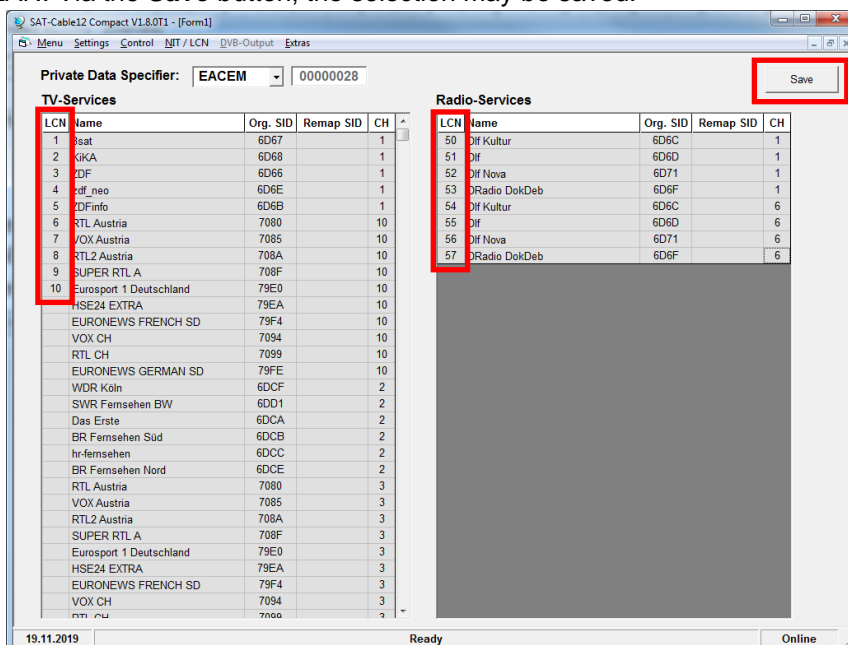 Via the Save button, the selection may be saved.
SAT-Cable12 Compact V1.8.0T1 - [Form1]
Menu Settings Control NIT / LCN DVB-Output Extras
Private Data Specifier: EACEM 00000028 Save
TV-Services Radio-Services
LCN Name Org. SID Remap SID CH LCN Name Org. SID Remap SID CH
1 3sat 6D67 1 50 Dlf Kultur 6D6C 1
2 KiKA 6D68 1 51 Dlf 6D6D 1
3 ZDF 6D66 1 52 Dlf Nova 6D71 1
4 zdf_neo 6D6E 1 53 DRadio DokDeb 6D6F 1
5 ZDFinfo 6D6B 1 54 Dlf Kultur 6D6C 6
6 RTL Austria 7080 10 55 Dlf 6D6D 6
7 VOX Austria 7085 10 56 Dlf Nova 6D71 6
8 RTL2 Austria 708A 10 57 DRadio DokDeb 6D6F 6
9 SUPER RTL A 708F 10
10 Eurosport 1 Deutschland 79E0 10
HSE24 EXTRA 79EA 10
EURONEWS FRENCH SD 79F4 10
VOX CH 7094 10
RTL CH 7099 10
EURONEWS GERMAN SD 79FE 10
WDR Köln 6DCF 2
SWR Fernsehen BW 6DD1 2
Das Erste 6DCA 2
BR Fernsehen Süd 6DCB 2
hr-fernsehen 6DCC 2
BR Fernsehen Nord 6DCE 2
RTL Austria 7080 3
VOX Austria 7085 3
RTL2 Austria 708A 3
SUPER RTL A 708F 3
Eurosport 1 Deutschland 79E0 3
HSE24 EXTRA 79EA 3
EURONEWS FRENCH SD 79F4 3
VOX CH 7094 3
RTL CH 7099 3
19.11.2019 Ready Online